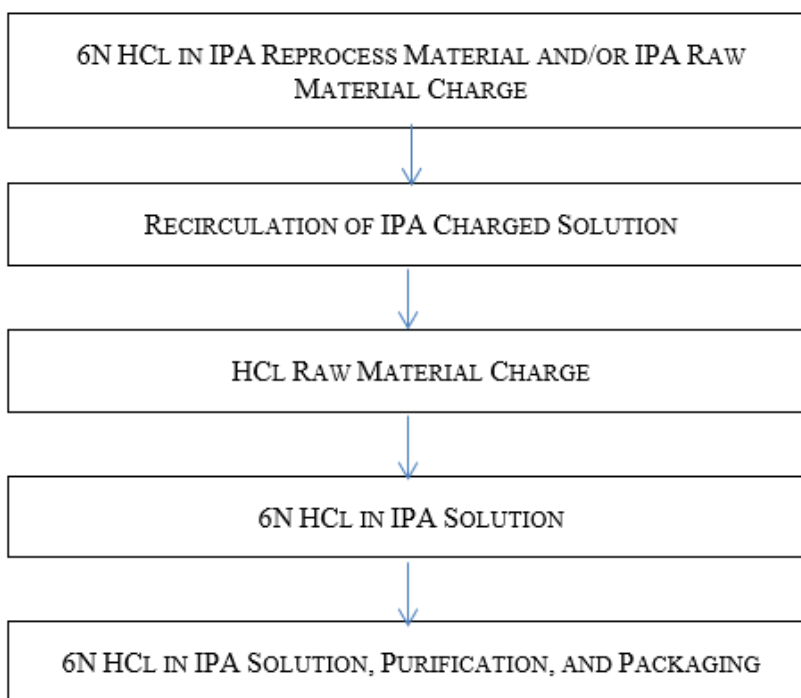 6N HCl in IPA Reprocess Material and/or IPA Raw
Material Charge
Recirculation of IPA Charged Solution
HCl Raw Material Charge
6N HCl in IPA Solution
6N HCl in IPA Solution, Purification, and Packaging